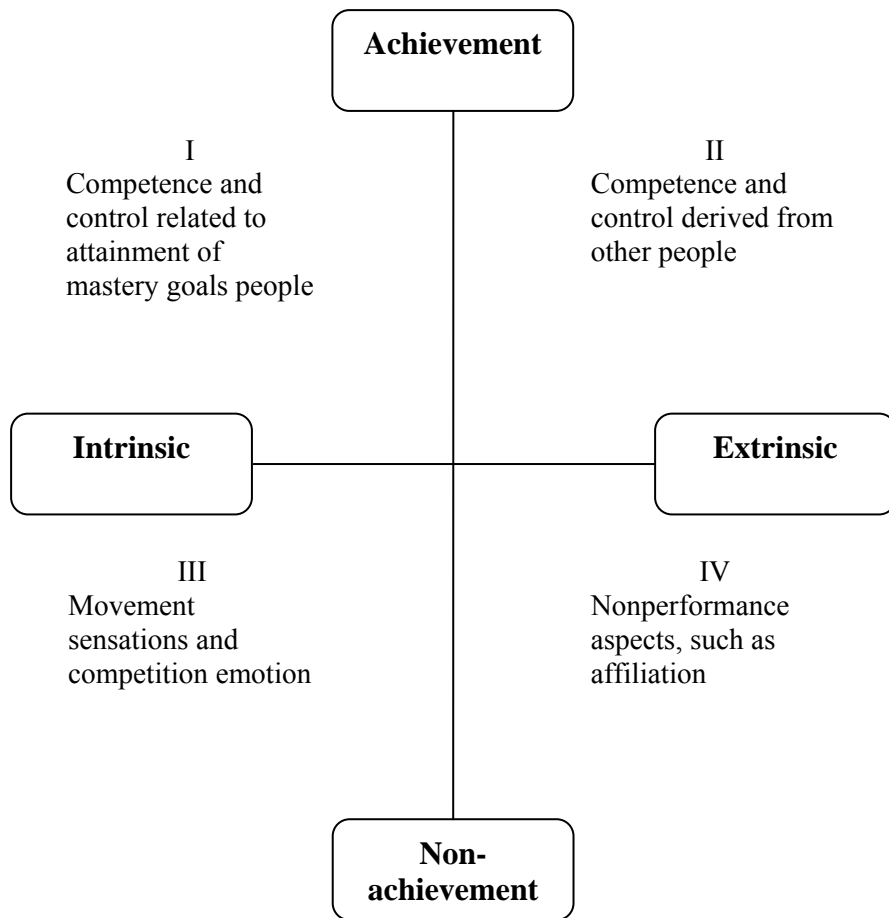 Achievement
I
Competence and
control related to
attainment of
mastery goals people
II
Competence and
control derived from
other people
Intrinsic
Extrinsic
III
Movement
sensations and
competition emotion
IV
Nonperformance
aspects, such as
affiliation
Non-
achievement